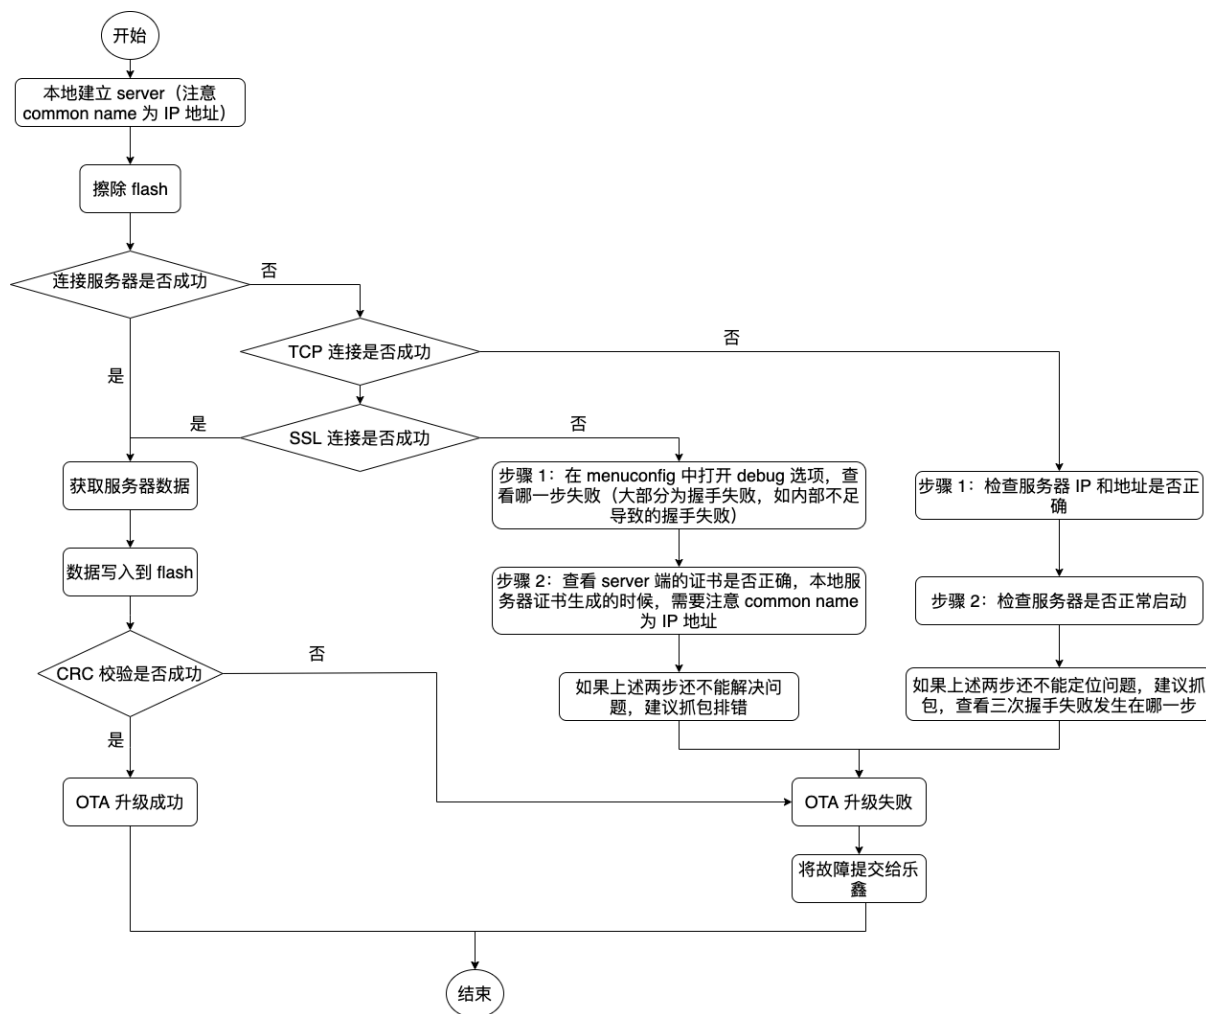 开始
本地建立 server（注意
common name 为 IP 地址）
擦除 flash
连接服务器是否成功
否
TCP 连接是否成功
否
是
SSL 连接是否成功
是
否
获取服务器数据
步骤 1：在 menuconfig 中打开 debug 选项，查
看哪一步失败（大部分为握手失败，如内部不足
导致的握手失败）
步骤 1：检查服务器 IP 和地址是否正
确
数据写入到 flash
步骤 2：查看 server 端的证书是否正确，本地服
务器证书生成的时候，需要注意 common name
为 IP 地址
步骤 2：检查服务器是否正常启动
CRC 校验是否成功
否
如果上述两步还不能解决问
题，建议抓包排错
如果上述两步还不能定位问题，建议抓
包，查看三次握手失败发生在哪一步
是
OTA 升级成功
OTA 升级失败
将故障提交给乐
鑫
结束